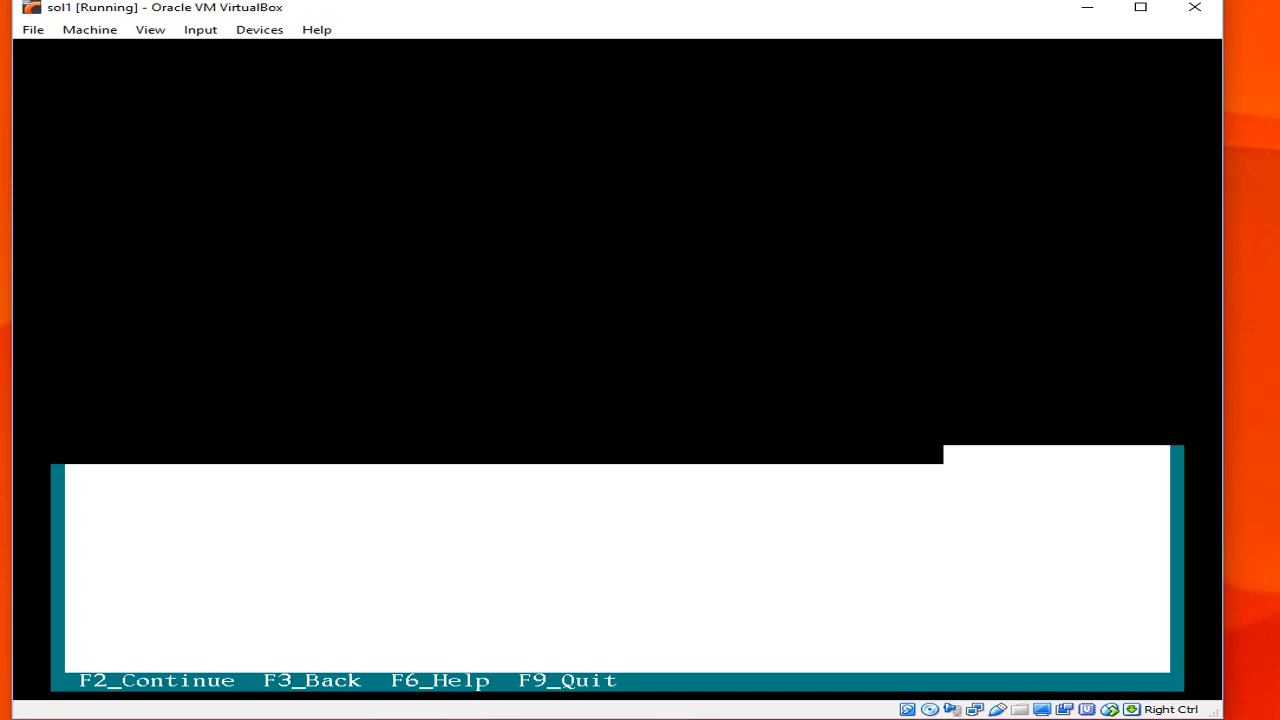 sol1 [Running] - Oracle VM VirtualBox
File Machine View Input Devices Help
F2_Continue F3_Back F6_Help F9_Quit
Right Ctrl